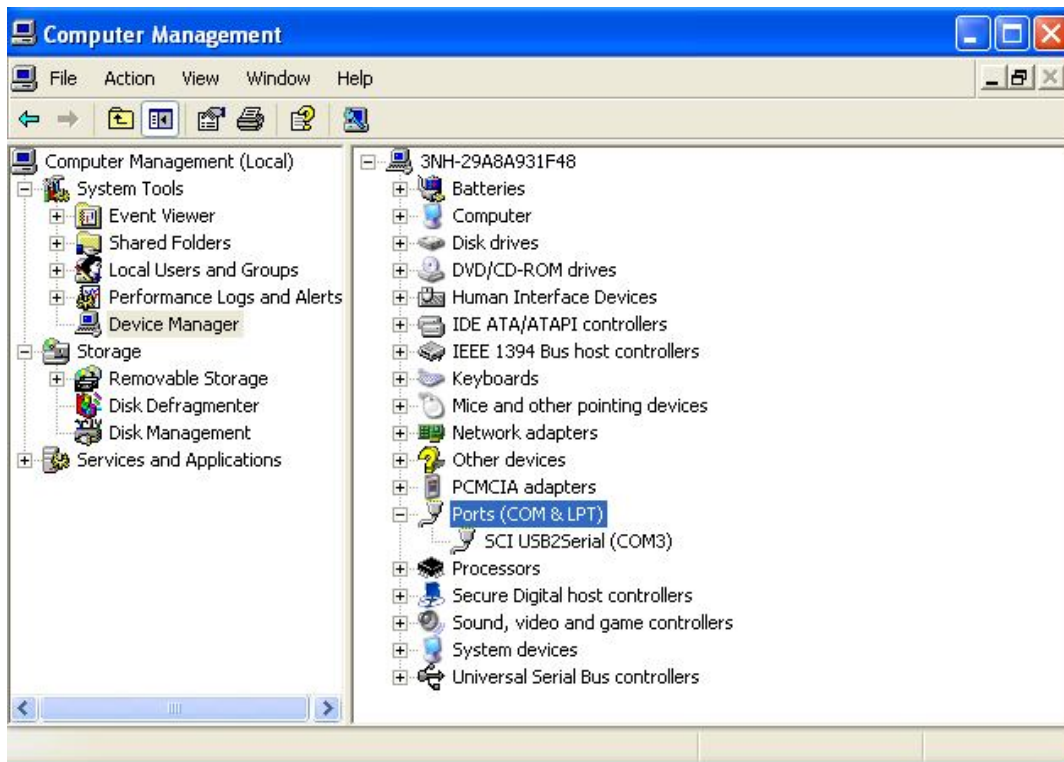 Computer Management
File Action View Window Help
Computer Management (Local)
System Tools
Event Viewer
Shared Folders
Local Users and Groups
Performance Logs and Alerts
Device Manager
Storage
Removable Storage
Disk Defragmenter
Disk Management
Services and Applications
3NH-29A8A931F48
Batteries
Computer
Disk drives
DVD/CD-ROM drives
Human Interface Devices
IDE ATA/ATAPI controllers
IEEE 1394 Bus host controllers
Keyboards
Mice and other pointing devices
Network adapters
Other devices
PCMCIA adapters
Ports (COM & LPT)
SCI USB2Serial (COM3)
Processors
Secure Digital host controllers
Sound, video and game controllers
System devices
Universal Serial Bus controllers